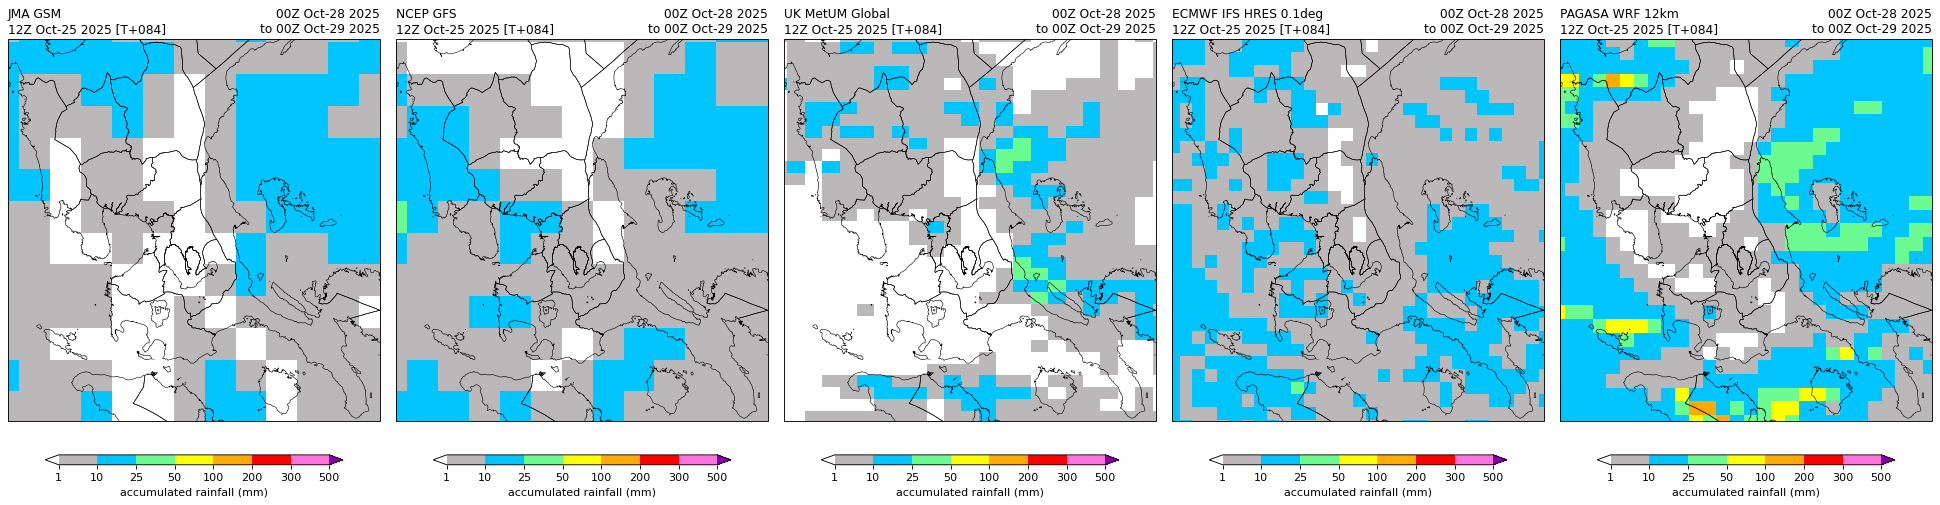 JMA GSM 00Z Oct-28 2025
12Z Oct-25 2025 [T+084] to 00Z Oct-29 2025
1 10 25 50 100 200 300 500
accumulated rainfall (mm)
NCEP GFS 00Z Oct-28 2025
12Z Oct-25 2025 [T+084] to 00Z Oct-29 2025
1 10 25 50 100 200 300 500
accumulated rainfall (mm)
UK MetUM Global 00Z Oct-28 2025
12Z Oct-25 2025 [T+084] to 00Z Oct-29 2025
1 10 25 50 100 200 300 500
accumulated rainfall (mm)
ECMWF IFS HRES 0.1deg 00Z Oct-28 2025
12Z Oct-25 2025 [T+084] to 00Z Oct-29 2025
1 10 25 50 100 200 300 500
accumulated rainfall (mm)
PAGASA WRF 12km 00Z Oct-28 2025
12Z Oct-25 2025 [T+084] to 00Z Oct-29 2025
1 10 25 50 100 200 300 500
accumulated rainfall (mm)